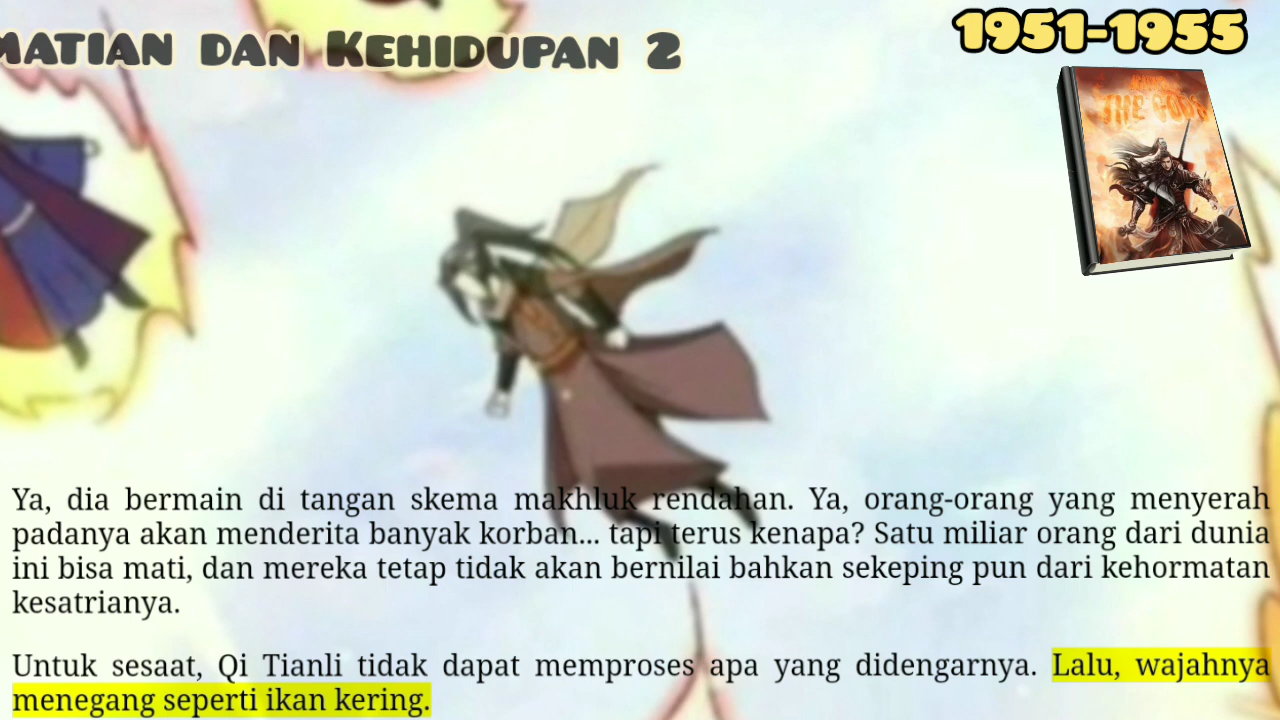 MATIAN DAN KEHIDUPAN 2
1951-1955
THE GODS
Ya, dia bermain di tangan skema makhluk rendahan. Ya, orang-orang yang menyerah
padanya akan menderita banyak korban... tapi terus kenapa? Satu miliar orang dari dunia
ini bisa mati, dan mereka tetap tidak akan bernilai bahkan sekeping pun dari kehormatan
kesatrianya.
Untuk sesaat, Qi Tianli tidak dapat memproses apa yang didengarnya. Lalu, wajahnya
menegang seperti ikan kering.